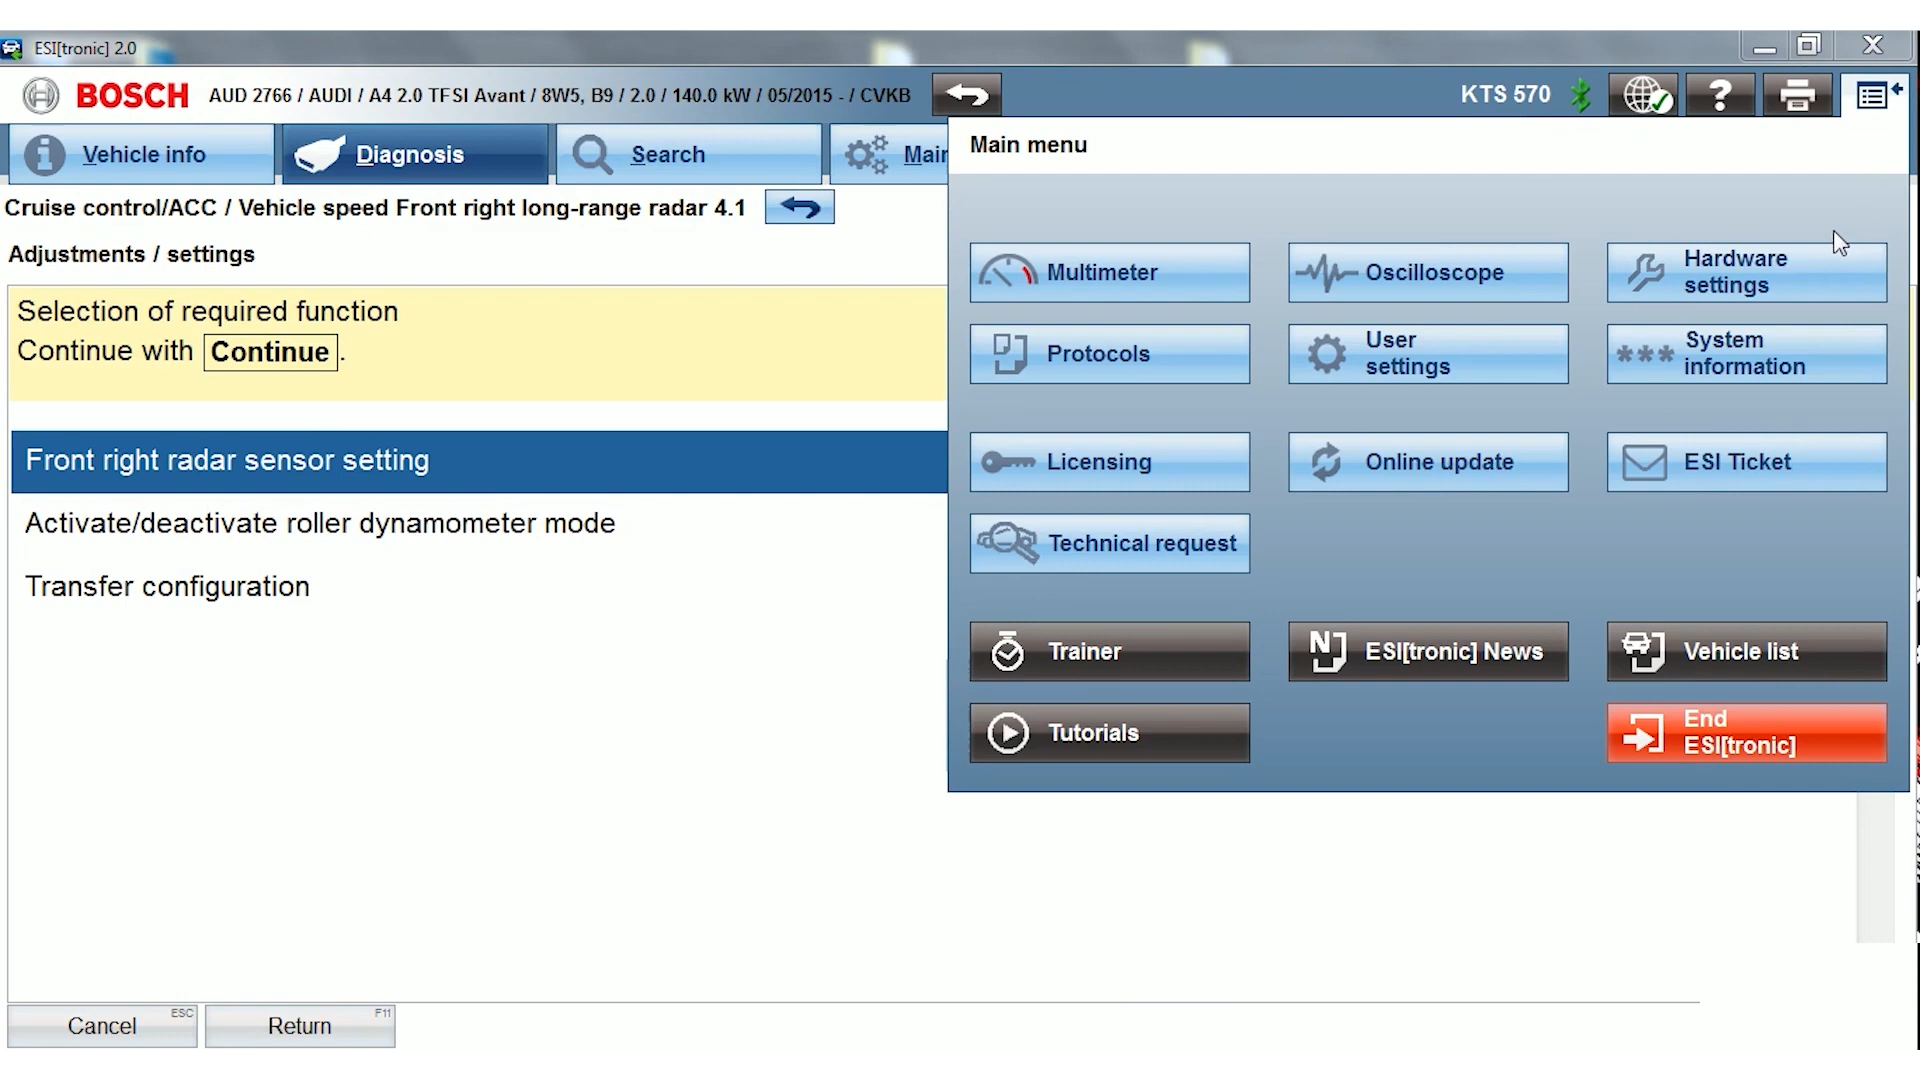 ESI[tronic] 2.0
BOSCH AUD 2766 / AUDI / A4 2.0 TFSI Avant / 8W5, B9 / 2.0 / 140.0 kW / 05/2015 - / CVKB KTS 570 ?
Vehicle info Diagnosis Search
Main menu
Cruise control/ACC / Vehicle speed Front right long-range radar 4.1
Adjustments / settings
Selection of required function
Continue with Continue.
Front right radar sensor setting
Activate/deactivate roller dynamometer mode
Transfer configuration
Multimeter
Oscilloscope
Hardware
settings
Protocols
User
settings
***
System
information
Licensing
Online update
ESI Ticket
Technical request
Trainer
N
ESI[tronic] News
Vehicle list
Tutorials
End
ESI[tronic]
Cancel ESC
Return F11